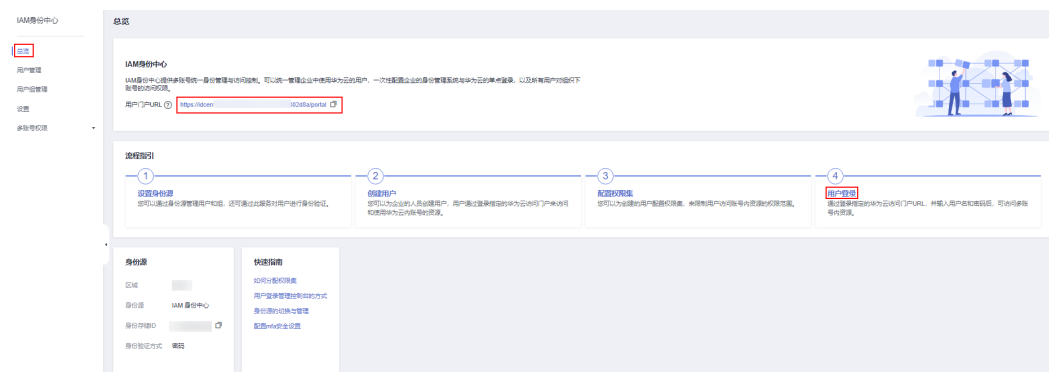 IAM身份中心
总览
总览
用户管理
用户组管理
设置
多账号权限
IAM身份中心
IAM身份中心提供多账号统一身份管理与访问控制。可以统一管理企业中使用华为云的用户，一次性配置企业的身份管理系统与华为云的单点登录，以及所有用户对组织下
账号的访问权限。
用户门户URL https://idcen 02d8a/portal
流程指引
1
设置身份源
您可以通过身份源管理用户和组，还可通过此服务对用户进行身份验证。
2
创建用户
您可以为企业的人员创建用户，用户通过登录指定的华为云访问门户来访问
和使用华为云内账号的资源。
3
配置权限集
您可以为创建的用户配置权限集，来限制用户访问账号内资源的权限范围。
4
用户登录
通过登录指定的华为云访问门户URL，并输入用户名和密码后，可访问多账
号内资源。
身份源
区域
身份源 IAM 身份中心
身份存储ID
身份验证方式 密码
快速指南
如何分配权限集
用户登录管理控制台的方式
身份源的切换与管理
配置mfa安全设置